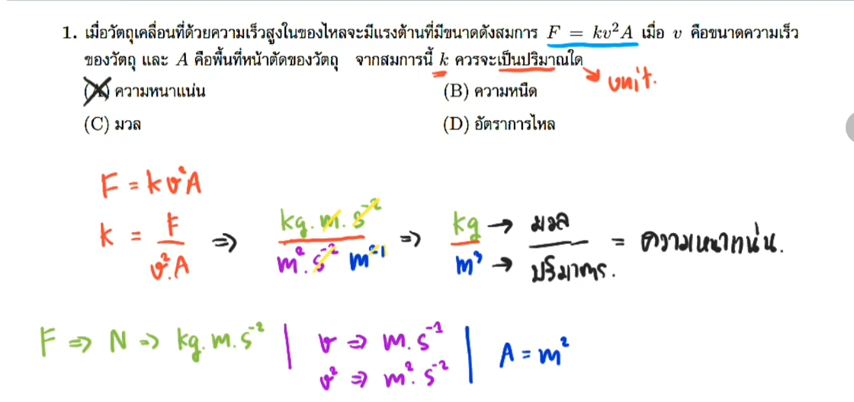 1. เมื่อวัตถุเคลื่อนที่ด้วยความเร็วสูงในของไหลจะมีแรงต้านที่มีขนาดดังสมการ F = kv²A เมื่อ v คือขนาดความเร็ว
ของวัตถุ และ A คือพื้นที่หน้าตัดของวัตถุ จากสมการนี้ k ควรจะเป็นปริมาณใด
unit.
(A) ความหนาแน่น (B) ความหนืด
(C) มวล (D) อัตราการไหล
F = kv²A
k = F / v².A ⇒ kg.m.s⁻² / m².s⁻² m²⁻¹ ⇒ kg / m³ → มวล / ปริมาตร. = ความหนาแน่น.
F ⇒ N ⇒ kg.m.s⁻² | v ⇒ m.s⁻¹ | A = m²
v² ⇒ m².s⁻²